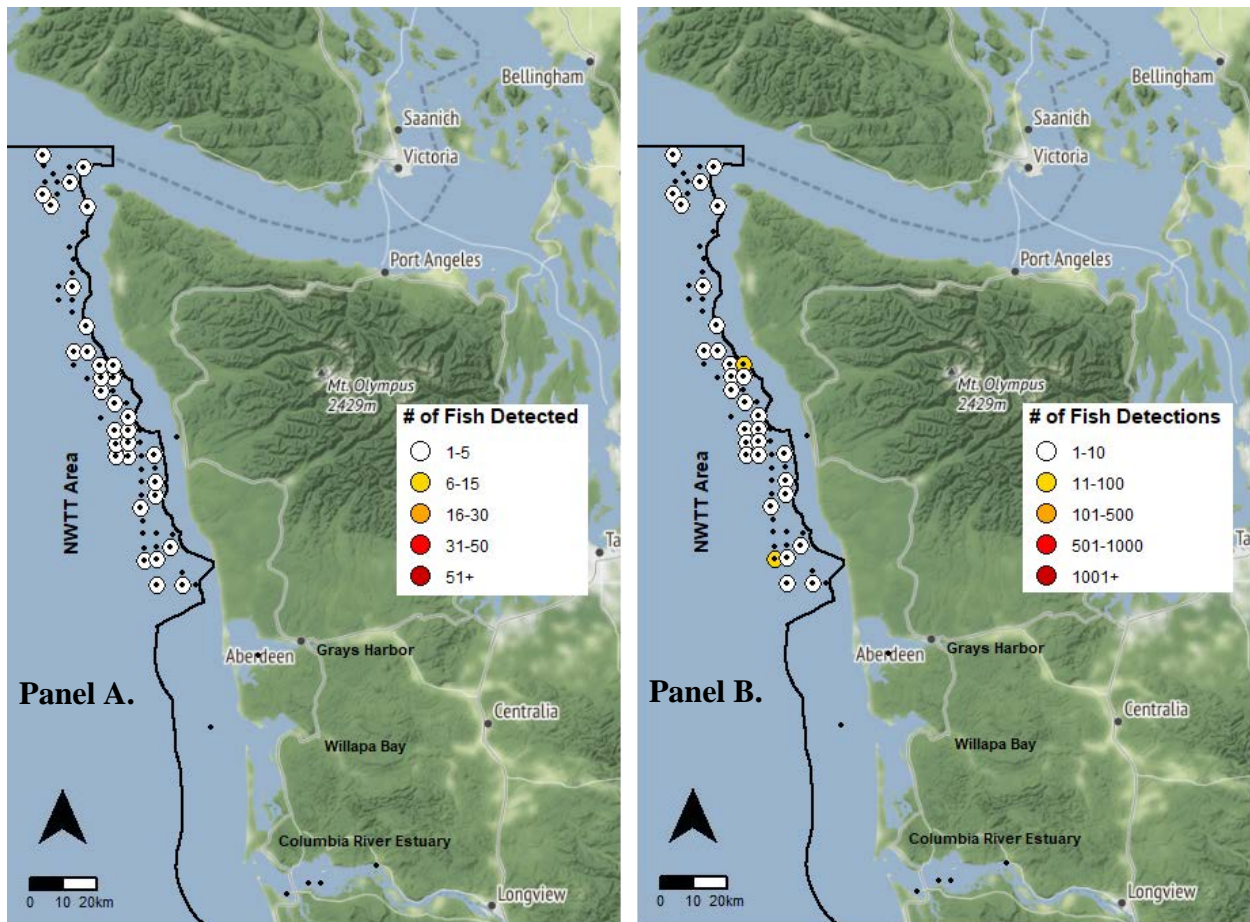 Bellingham
Saanich
Victoria
Port Angeles
Mt. Olympus
2429m
# of Fish Detected
1-5
6-15
16-30
31-50
51+
NWTT Area
Ta
Grays Harbor
Aberdeen
Panel A.
Centralia
Willapa Bay
Columbia River Estuary
Longview
0 10 20km
Bellingham
Saanich
Victoria
Port Angeles
Mt. Olympus
2429m
# of Fish Detections
1-10
11-100
101-500
501-1000
1001+
NWTT Area
Ta
Grays Harbor
Aberdeen
Panel B.
Centralia
Willapa Bay
Columbia River Estuary
Longview
0 10 20km